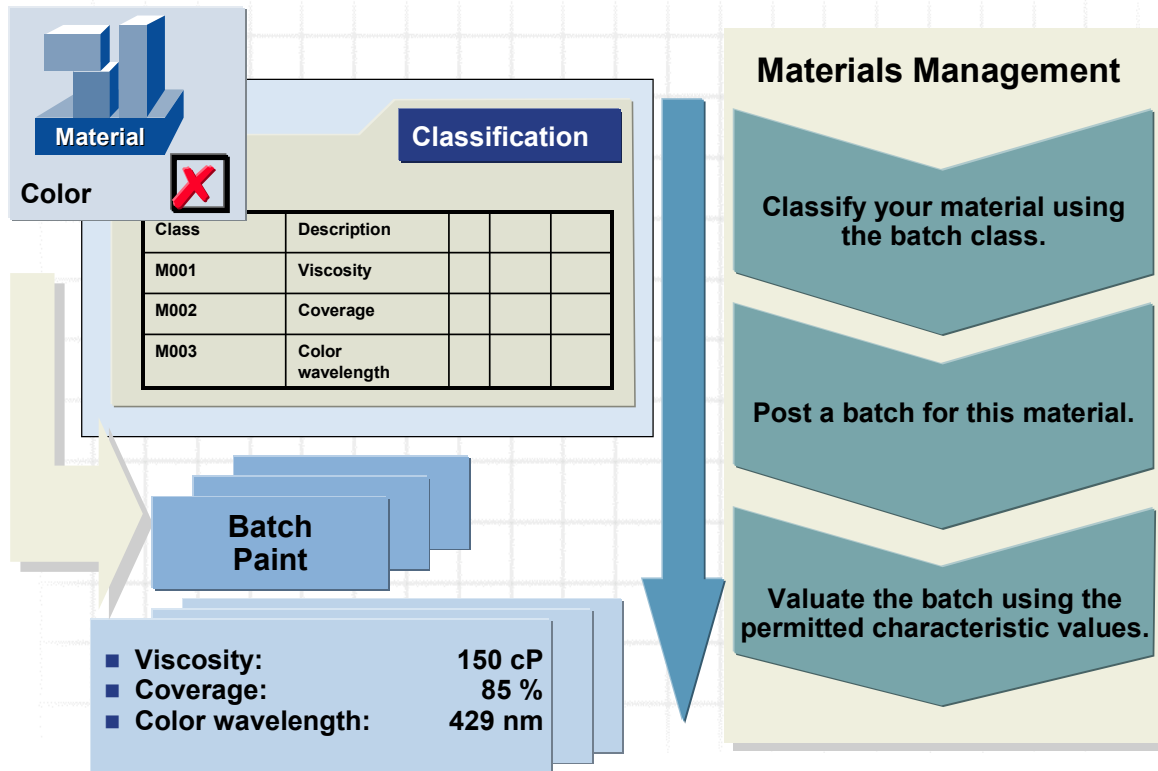 Material
Color
Classification
Class Description
M001 Viscosity
M002 Coverage
M003 Color
wavelength
Batch
Paint
Viscosity: 150 cP
Coverage: 85 %
Color wavelength: 429 nm
Materials Management
Classify your material using
the batch class.
Post a batch for this material.
Valuate the batch using the
permitted characteristic values.